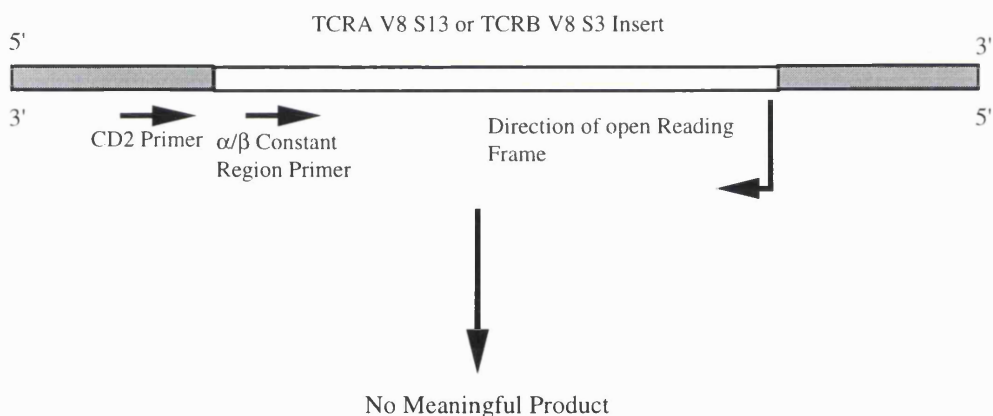 TCRA V8 S13 or TCRB V8 S3 Insert
5'
3'
3'
5'
CD2 Primer
α/β Constant
Region Primer
Direction of open Reading
Frame
No Meaningful Product